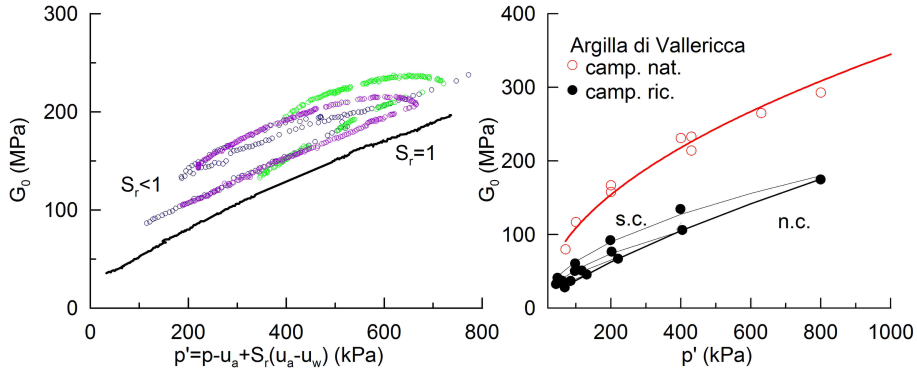 300
200
100
0
G₀ (MPa)
Sᵣ<1
Sᵣ=1
0 200 400 600 800
p'=p-uₐ+Sᵣ(uₐ-u_w) (kPa)
400
300
200
100
0
G₀ (MPa)
Argilla di Vallericca
camp. nat.
camp. ric.
s.c.
n.c.
200 400 600 800 1000
p' (kPa)